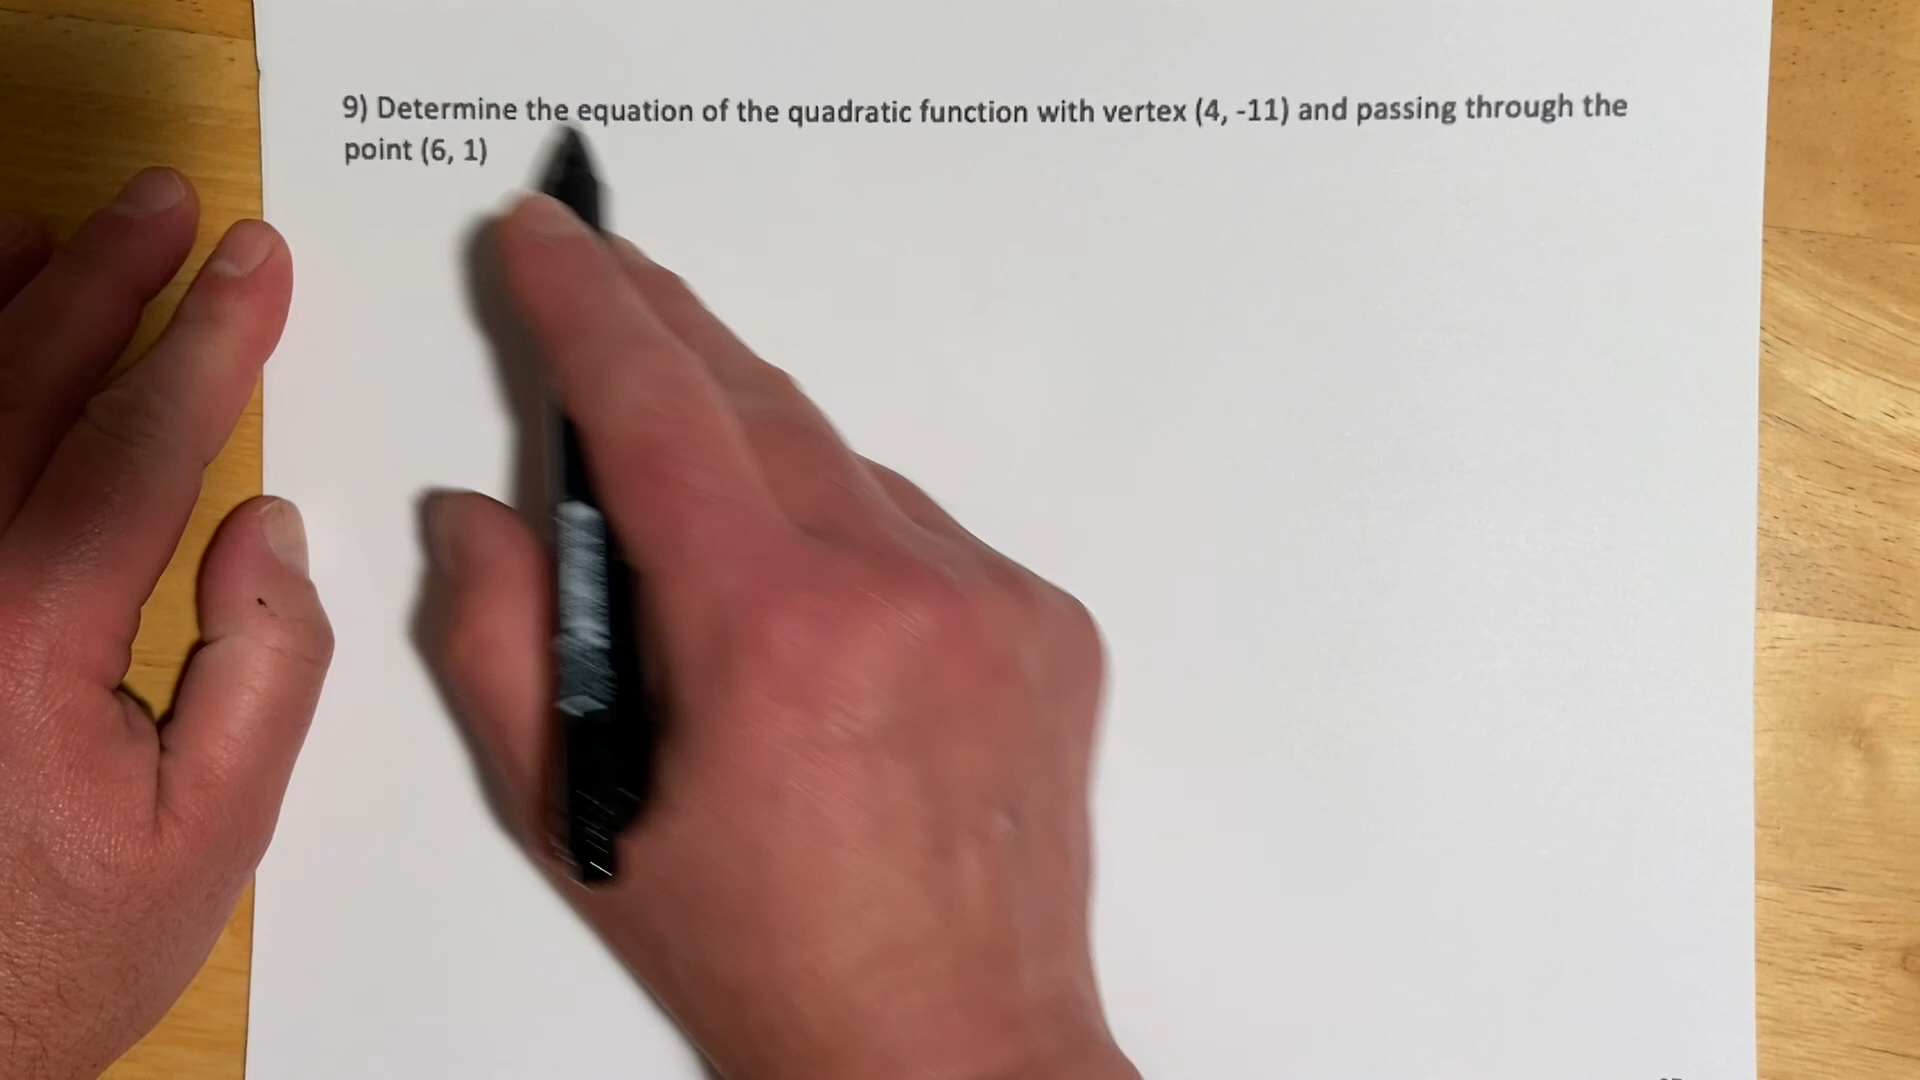 9) Determine the equation of the quadratic function with vertex (4, -11) and passing through the
point (6, 1)